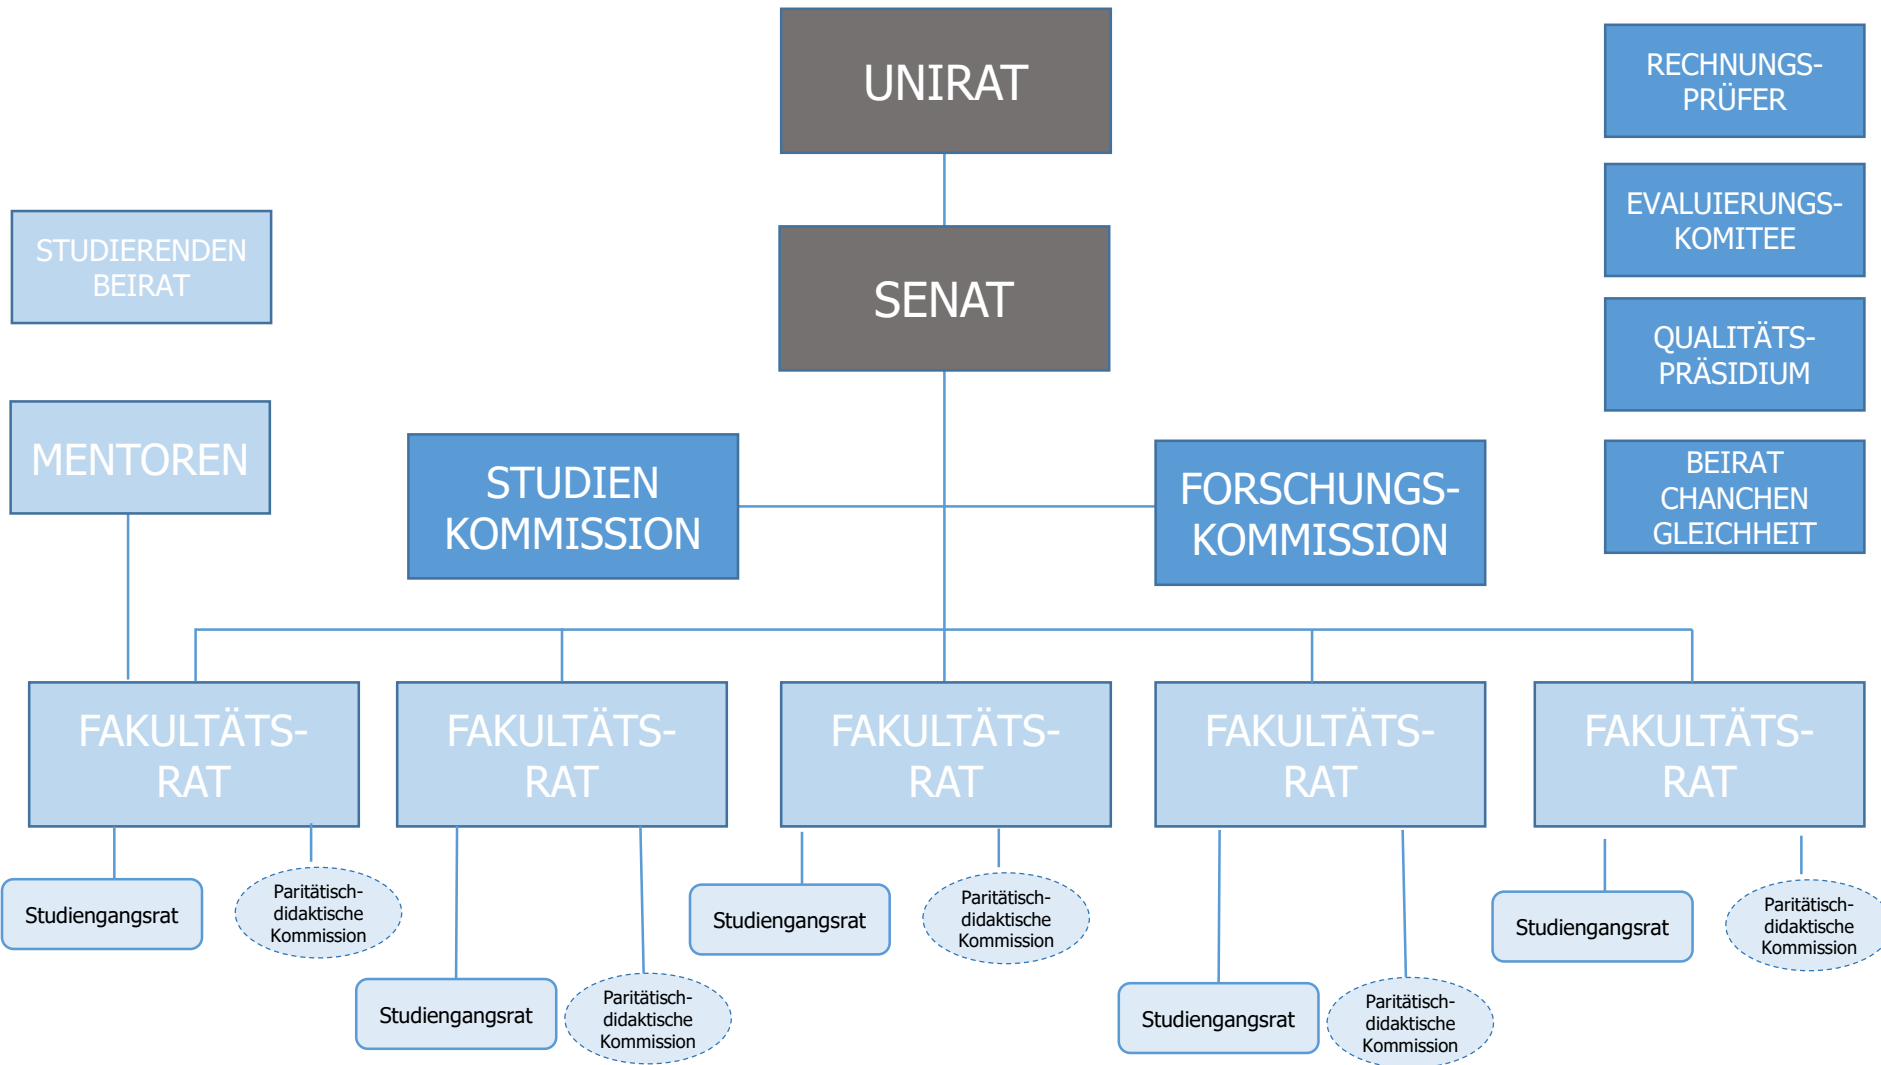 UNIRAT
RECHNUNGS-
PRÜFER
EVALUIERUNGS-
KOMITEE
STUDIERENDEN
BEIRAT
SENAT
QUALITÄTS-
PRÄSIDIUM
MENTOREN
STUDIEN
KOMMISSION
FORSCHUNGS-
KOMMISSION
BEIRAT
CHANCHEN
GLEICHHEIT
FAKULTÄTS-
RAT
FAKULTÄTS-
RAT
FAKULTÄTS-
RAT
FAKULTÄTS-
RAT
FAKULTÄTS-
RAT
Studiengangsrat
Paritätisch-
didaktische
Kommission
Studiengangsrat
Paritätisch-
didaktische
Kommission
Studiengangsrat
Paritätisch-
didaktische
Kommission
Studiengangsrat
Paritätisch-
didaktische
Kommission
Studiengangsrat
Paritätisch-
didaktische
Kommission